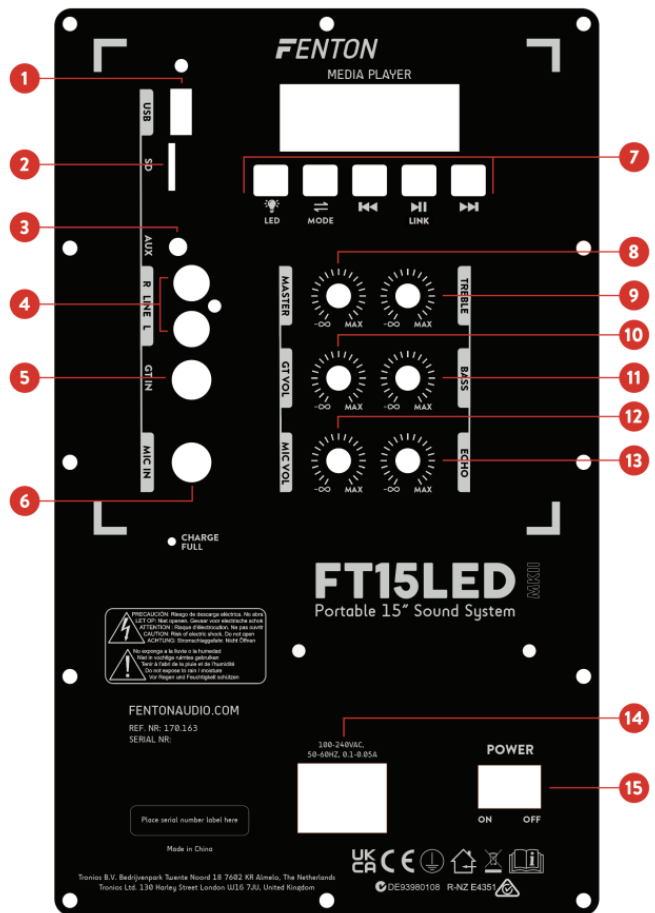 FENTON
MEDIA PLAYER
1
USB
2
SD
7
LED
MODE
LINK
3
AUX
4
R LINE L
8
MASTER
-∞ MAX
-∞ MAX
TREBLE
9
5
GT IN
10
GT VOL
-∞ MAX
-∞ MAX
BASS
11
6
MIC IN
12
MIC VOL
-∞ MAX
-∞ MAX
ECHO
13
CHARGE
FULL
FT15LED MKII
Portable 15" Sound System
PRECAUCIÓN: Riesgo de descarga eléctrica. No abra
LET OP: Niet openen. Gevaar voor electrische schok
ATTENTION : Risque d'électrocution. Ne pas ouvrir
CAUTION: Risk of electric shock. Do not open
ACHTUNG: Stromschlaggefahr. Nicht Öffnen
No exponga a la lluvia o la humedad
Niet in vochtige ruimtes gebruiken
Tenir à l'abri de la pluie et de l'humidité
Do not expose to rain / moisture
Vor Regen und Feuchtigkeit schützen
FENTONAUDIO.COM
REF. NR: 170.163
SERIAL NR:
14
100-240VAC,
50-60HZ, 0.1-0.05A
POWER
15
ON OFF
Place serial number label here
Made in China
UK
CA CE
Tronios B.V. Bedrijvenpark Twente Noord 18 7602 KR Almelo, The Netherlands
Tronios Ltd. 130 Harley Street London W1G 7JU, United Kingdom
DE93980108 R-NZ E4351